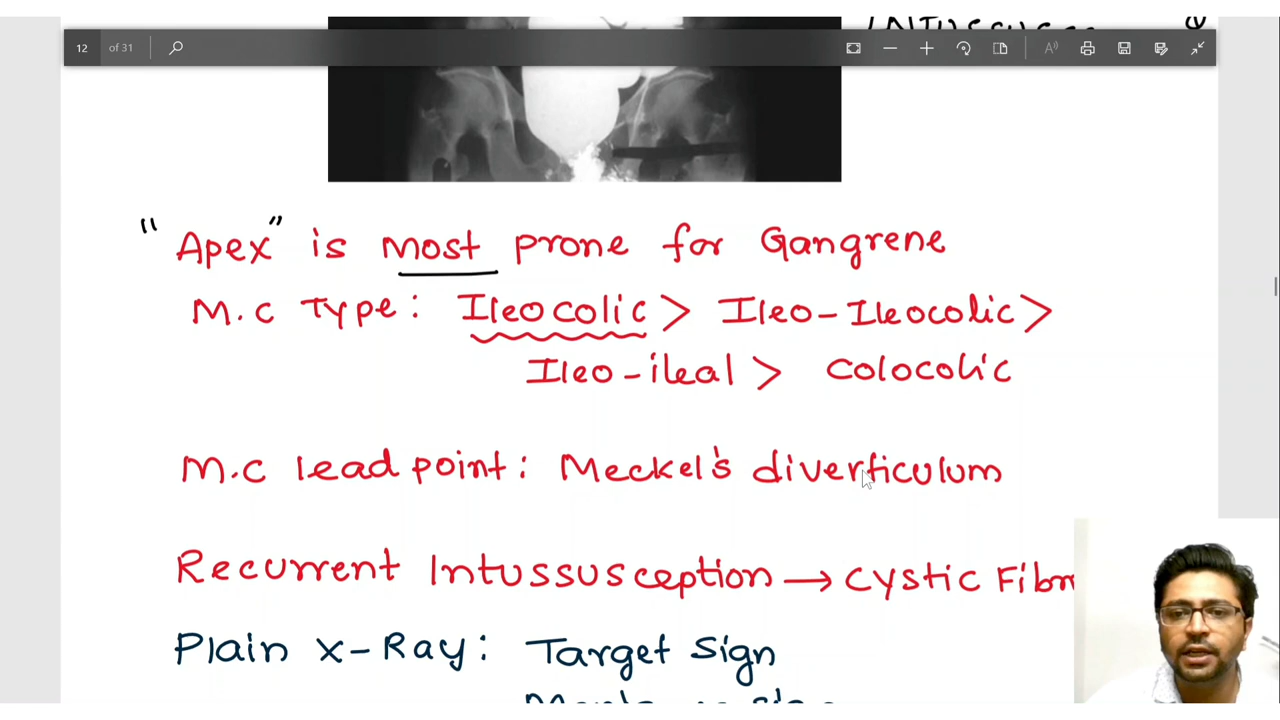 12 of 31
"Apex" is most prone for Gangrene
M.C Type: Ileocolic > Ileo-Ileocolic >
Ileo-ileal > Colocolic
M.C lead point: Meckel's diverticulum
Recurrent Intussusception → Cystic
Plain X-Ray: Target Sign